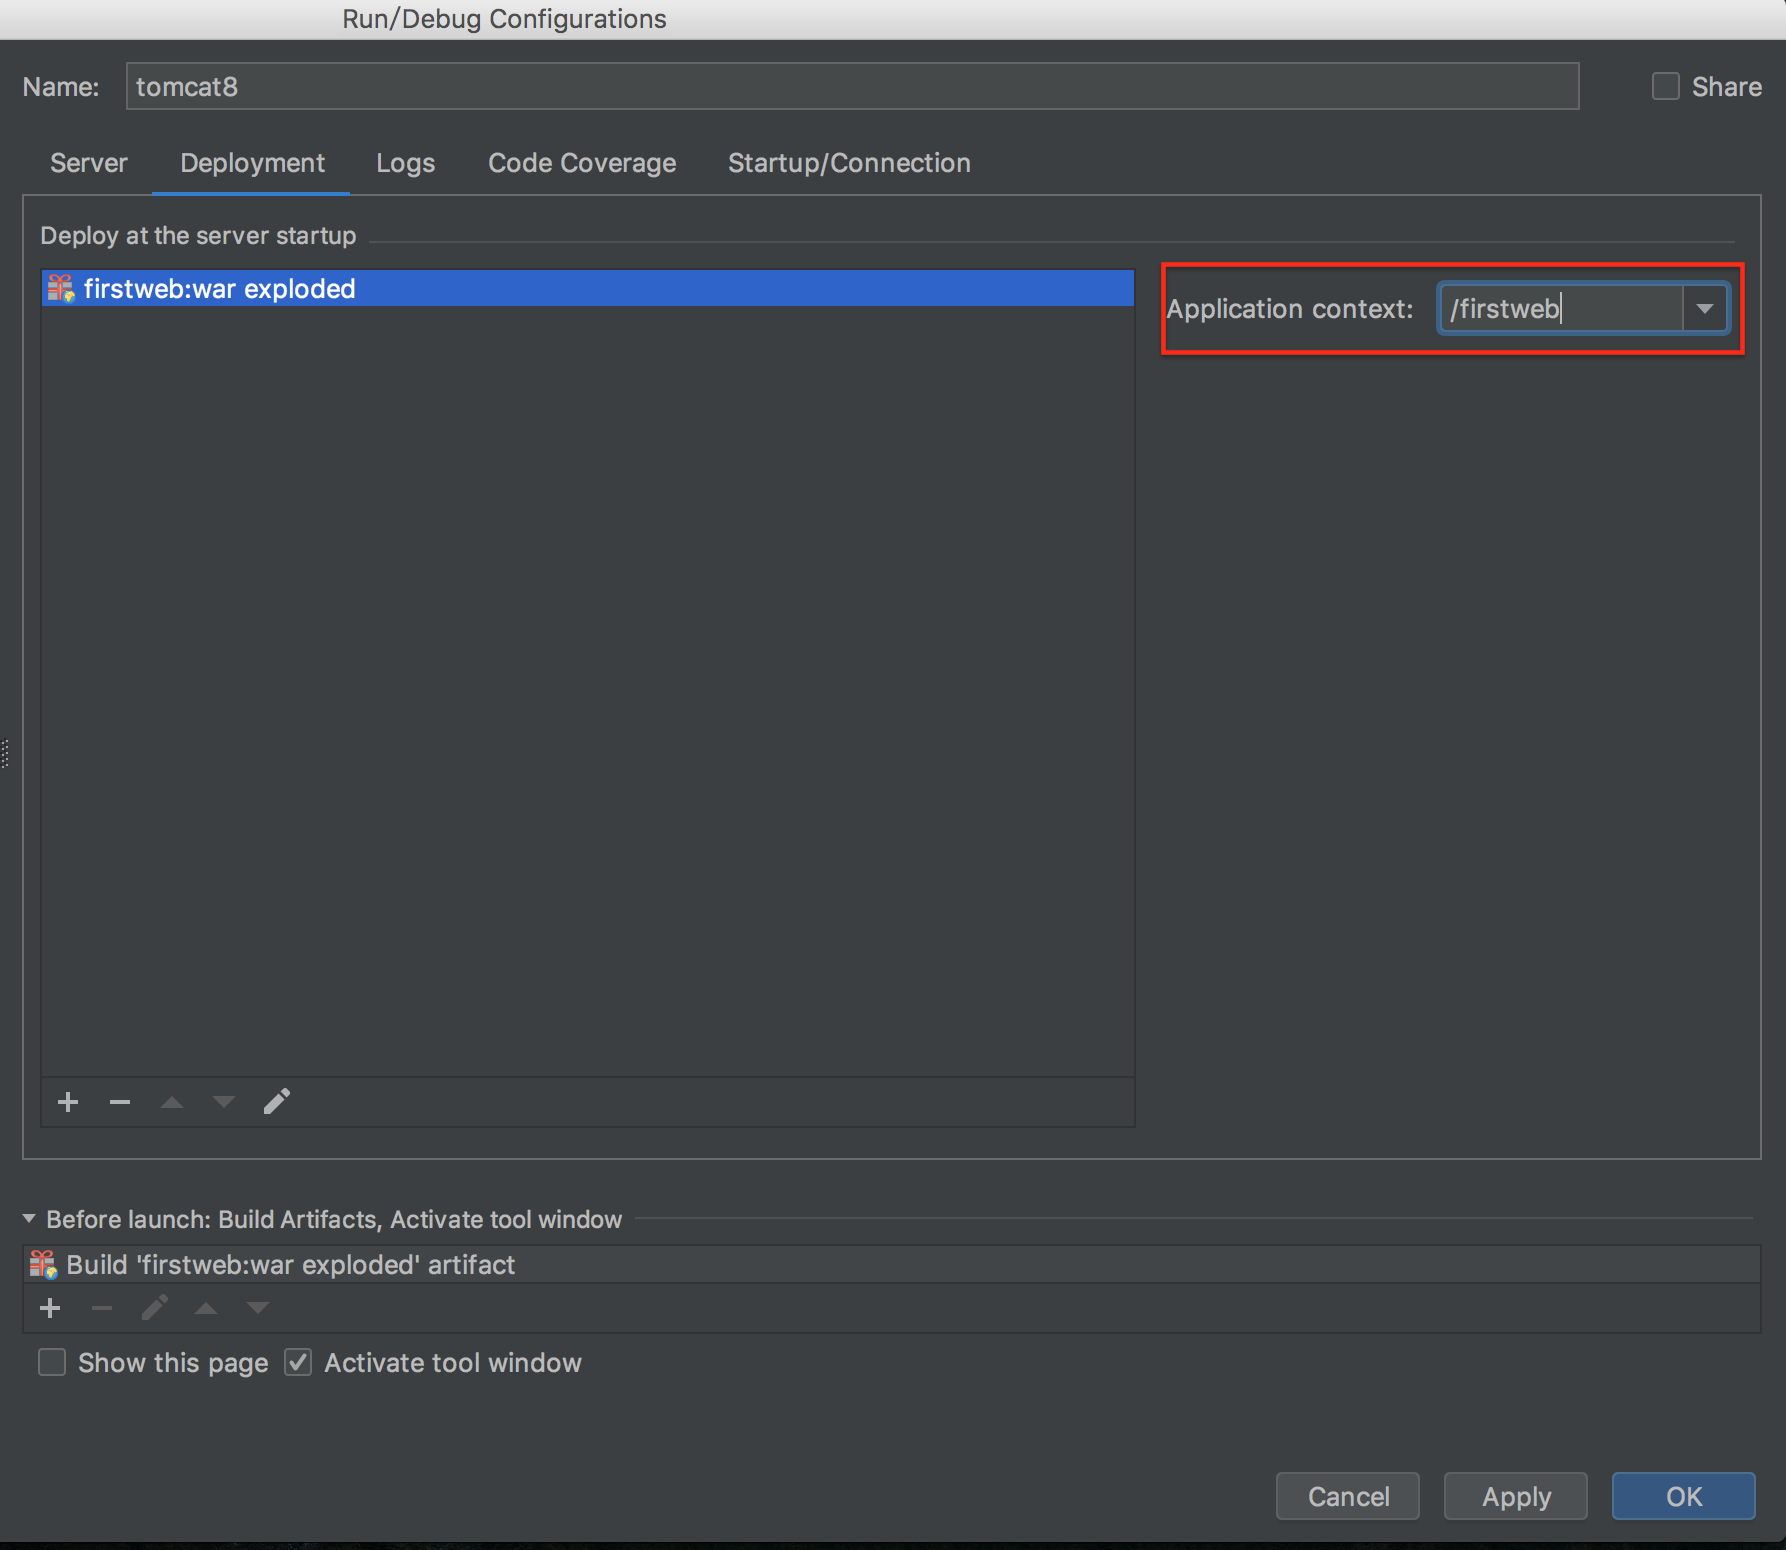 Run/Debug Configurations
Name: tomcat8 Share
Server Deployment Logs Code Coverage Startup/Connection
Deploy at the server startup
firstweb:war exploded
Application context: /firstweb
Before launch: Build Artifacts, Activate tool window
Build 'firstweb:war exploded' artifact
Show this page Activate tool window
Cancel Apply OK